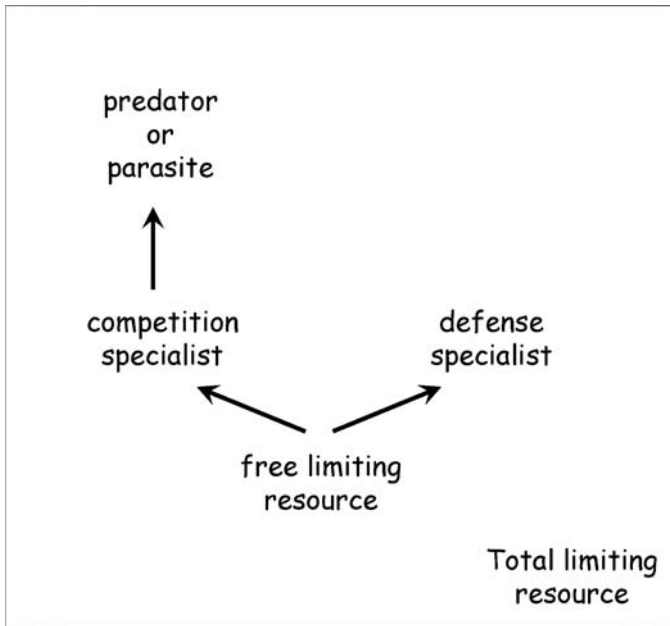 predator
or
parasite
competition
specialist
defense
specialist
free limiting
resource
Total limiting
resource